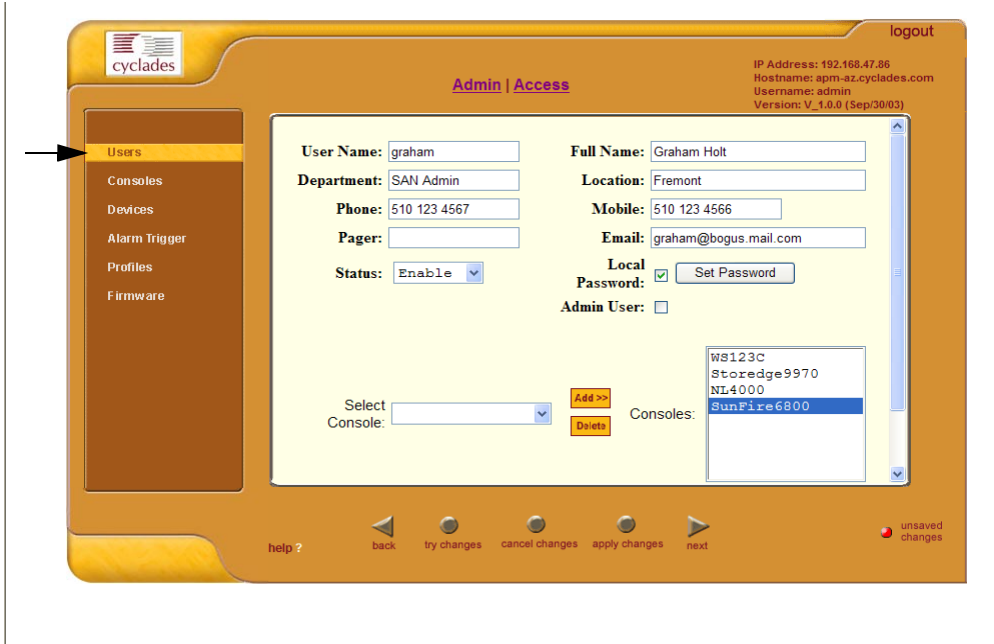 logout
cyclades
Admin | Access
IP Address: 192.168.47.86
Hostname: apm-az.cyclades.com
Username: admin
Version: V_1.0.0 (Sep/30/03)
Users
Consoles
Devices
Alarm Trigger
Profiles
Firmware
User Name: graham Full Name: Graham Holt
Department: SAN Admin Location: Fremont
Phone: 510 123 4567 Mobile: 510 123 4566
Pager: Email: graham@bogus.mail.com
Status: Enable Local Password: Set Password
Admin User:
Select Console: Add >> Delete Consoles:
WS123C
Storedge9970
NL4000
SunFire6800
help ? back try changes cancel changes apply changes next
unsaved changes